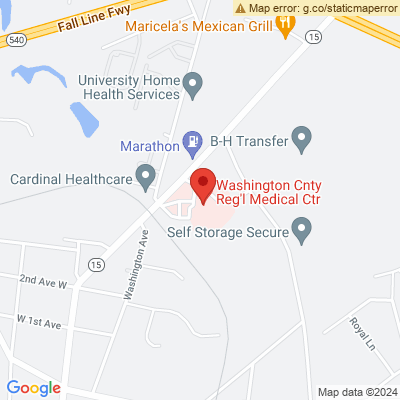 Map error: g.co/staticmaperror
Fall Line Fwy
Maricela's Mexican Grill
540
15
University Home
Health Services
Marathon
B-H Transfer
Cardinal Healthcare
Washington Cnty
Reg'l Medical Ctr
Self Storage Secure
Washington Ave
15
2nd Ave W
W 1st Ave
Royal Ln
Google
Map data ©2024